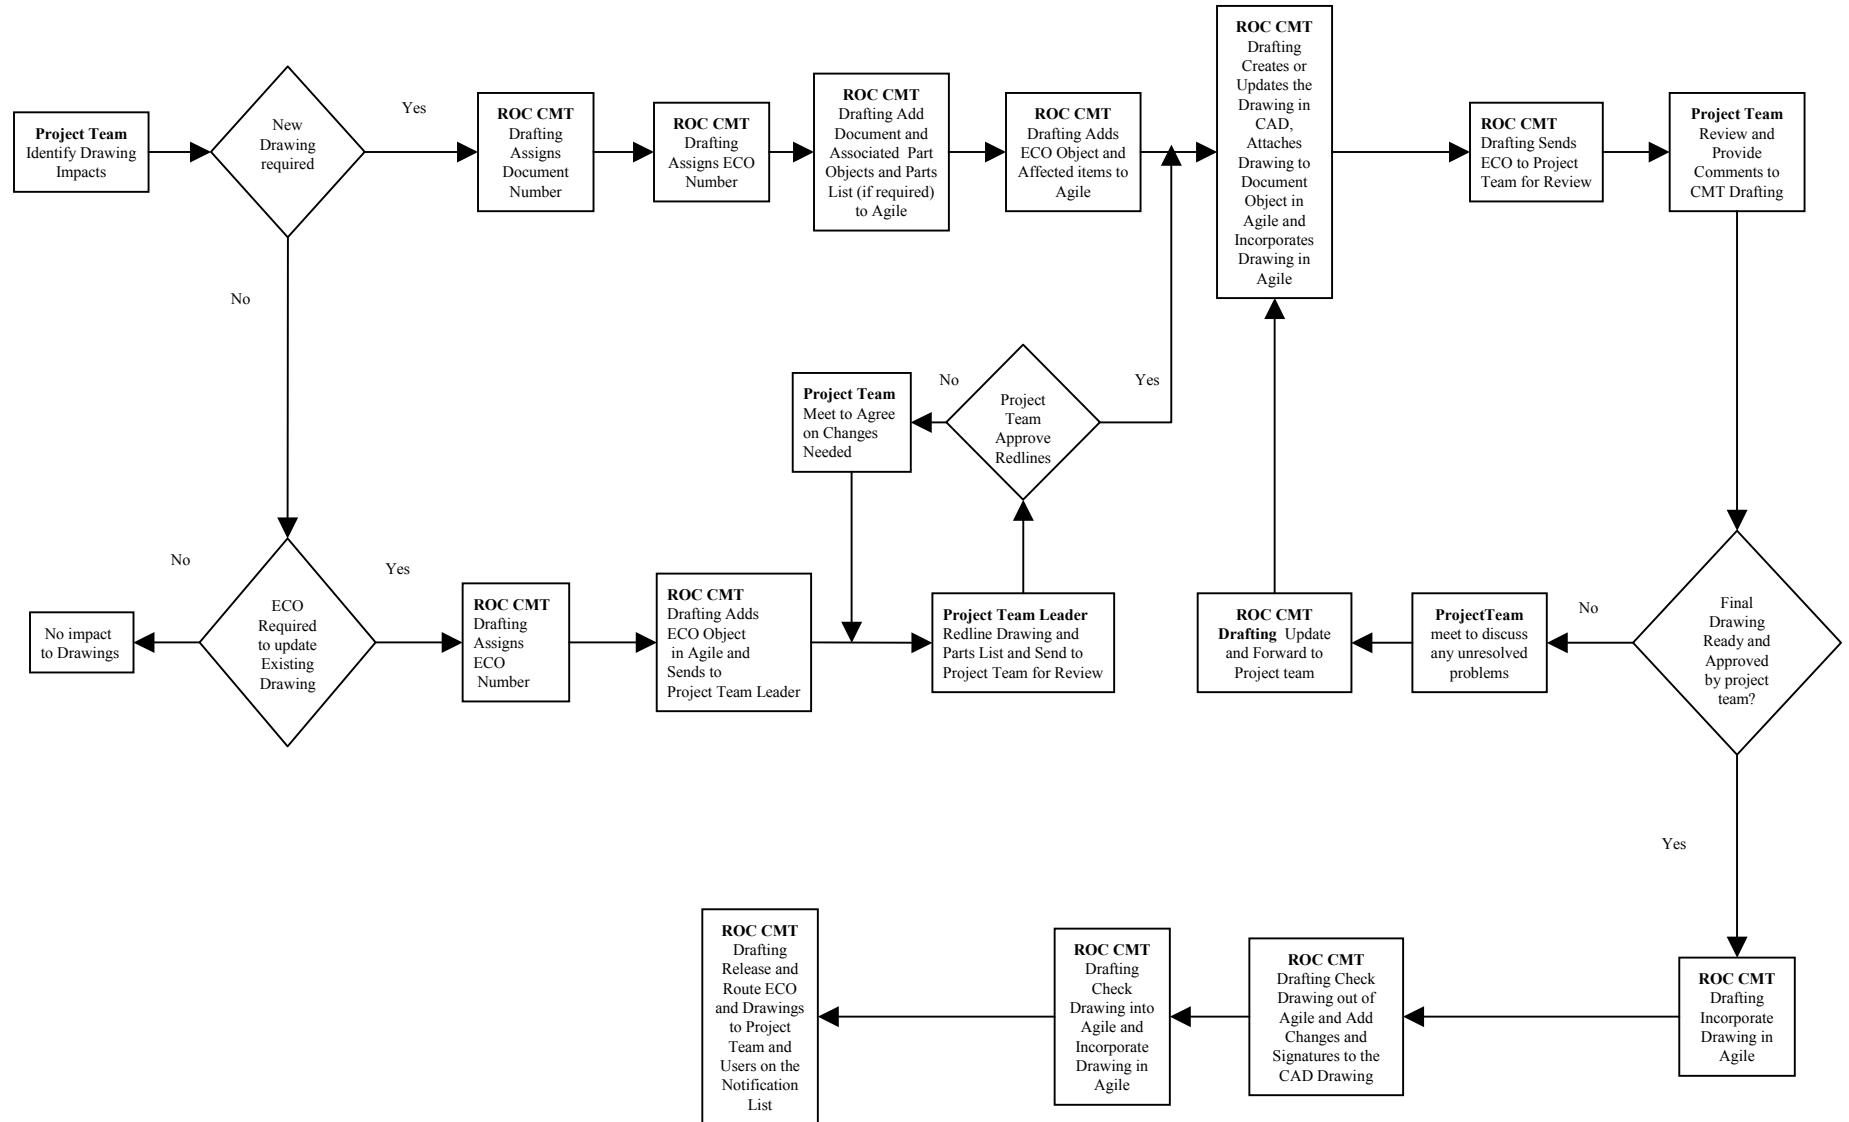 Project Team
Identify Drawing
Impacts
New
Drawing
required
Yes
No
ROC CMT
Drafting
Assigns
Document
Number
ROC CMT
Drafting
Assigns ECO
Number
ROC CMT
Drafting Add
Document and
Associated Part
Objects and Parts
List (if required)
to Agile
ROC CMT
Drafting Adds
ECO Object and
Affected items to
Agile
ROC CMT
Drafting
Creates or
Updates the
Drawing in
CAD,
Attaches
Drawing to
Document
Object in
Agile and
Incorporates
Drawing in
Agile
ROC CMT
Drafting Sends
ECO to Project
Team for Review
Project Team
Review and
Provide
Comments to
CMT Drafting
Project Team
Meet to Agree
on Changes
Needed
No
Project
Team
Approve
Redlines
Yes
No
No impact
to Drawings
ECO
Required
to update
Existing
Drawing
Yes
ROC CMT
Drafting
Assigns
ECO
Number
ROC CMT
Drafting Adds
ECO Object
in Agile and
Sends to
Project Team Leader
Project Team Leader
Redline Drawing and
Parts List and Send to
Project Team for Review
ROC CMT
Drafting Update
and Forward to
Project team
ProjectTeam
meet to discuss
any unresolved
problems
No
Final
Drawing
Ready and
Approved
by project
team?
Yes
ROC CMT
Drafting
Release and
Route ECO
and Drawings
to Project
Team and
Users on the
Notification
List
ROC CMT
Drafting
Check
Drawing into
Agile and
Incorporate
Drawing in
Agile
ROC CMT
Drafting Check
Drawing out of
Agile and Add
Changes and
Signatures to the
CAD Drawing
ROC CMT
Drafting
Incorporate
Drawing in
Agile